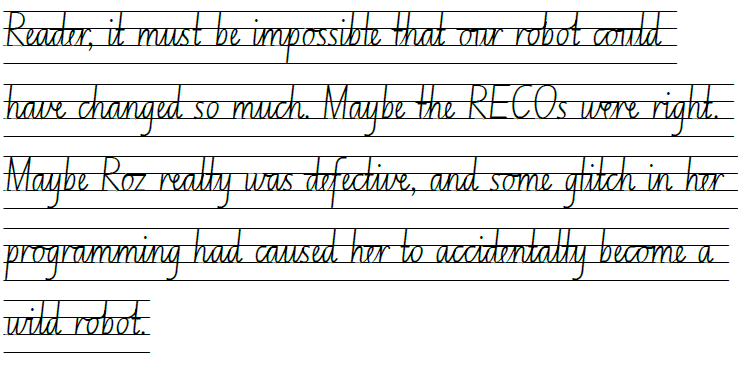 Reader, it must be impossible that our robot could
have changed so much. Maybe the RECOs were right.
Maybe Roz really was defective, and some glitch in her
programming had caused her to accidentally become a
wild robot.